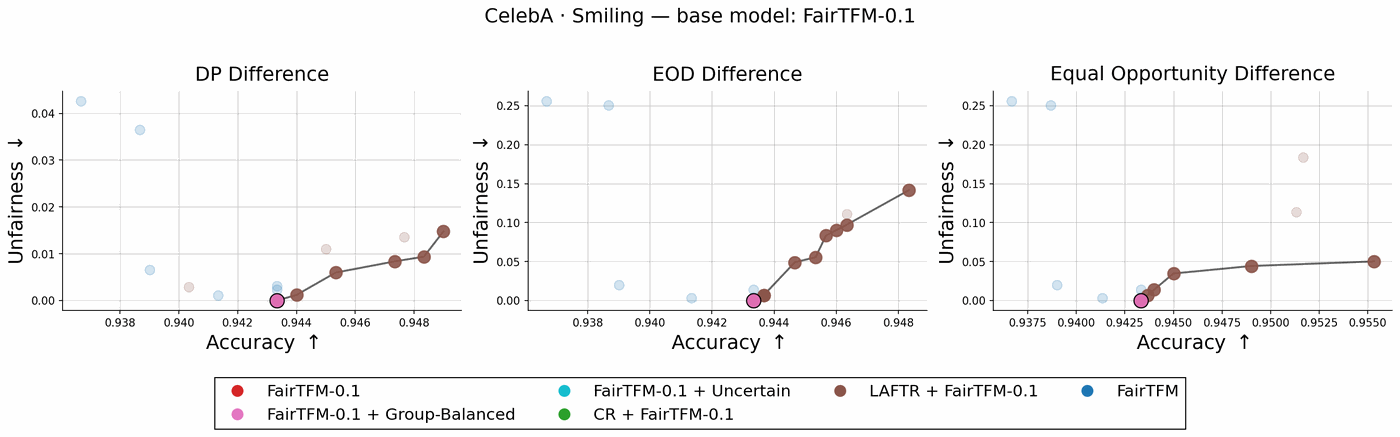 CelebA · Smiling — base model: FairTFM-0.1
DP Difference
EOD Difference
Equal Opportunity Difference
Unfairness ↓
0.04
0.03
0.02
0.01
0.00
0.938 0.940 0.942 0.944 0.946 0.948
Accuracy ↑
Unfairness ↓
0.25
0.20
0.15
0.10
0.05
0.00
0.938 0.940 0.942 0.944 0.946 0.948
Accuracy ↑
Unfairness ↓
0.25
0.20
0.15
0.10
0.05
0.00
0.9375 0.9400 0.9425 0.9450 0.9475 0.9500 0.9525 0.9550
Accuracy ↑
FairTFM-0.1 FairTFM-0.1 + Uncertain LAFTR + FairTFM-0.1 FairTFM
FairTFM-0.1 + Group-Balanced CR + FairTFM-0.1